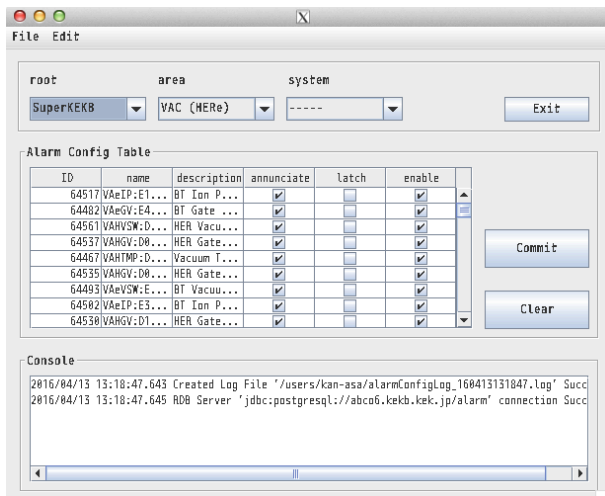 X
File Edit
root area system
SuperKEKB VAC (HERe) ----- Exit
Alarm Config Table
ID name description annunciate latch enable
64517 VAeIP:E1... BT Ion P...
64482 VAeGV:E4... BT Gate ...
64561 VAHVSW:D... HER Vacu...
64537 VAHGV:D0... HER Gate...
64467 VAHTMP:D... Vacuum T...
64535 VAHGV:D0... HER Gate...
64493 VAeVSW:E... BT Vacuu...
64502 VAeIP:E3... BT Ion P...
64530 VAHGV:D1... HER Gate...
Commit
Clear
Console
2016/04/13 13:18:47.643 Created Log File '/users/kan-asa/alarmConfigLog_160413131847.log' Succ
2016/04/13 13:18:47.645 RDB Server 'jdbc:postgresql://abco6.kekb.kek.jp/alarm' connection Succ